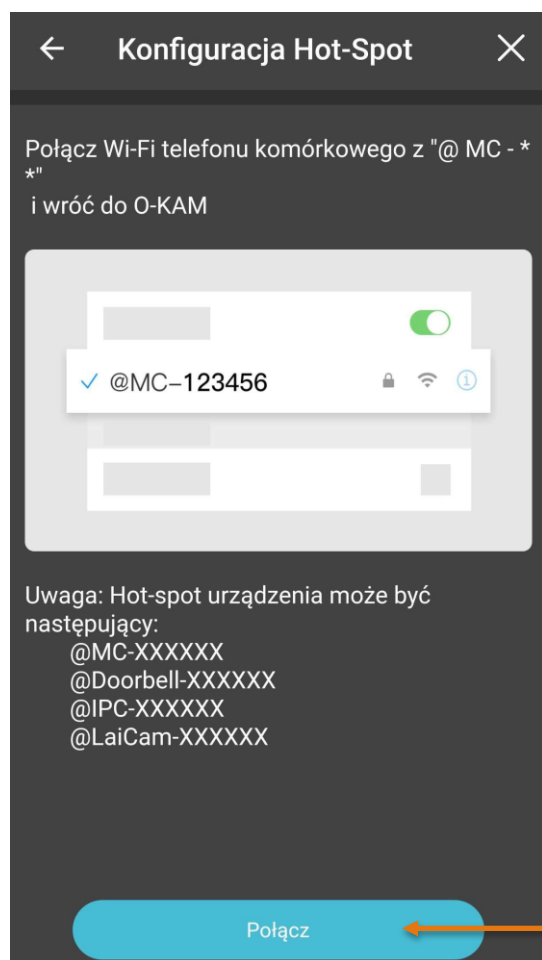 Konfiguracja Hot-Spot
Połącz Wi-Fi telefonu komórkowego z "@ MC - *
*"
i wróć do O-KAM
@MC–123456
Uwaga: Hot-spot urządzenia może być
następujący:
@MC-XXXXXX
@Doorbell-XXXXXX
@IPC-XXXXXX
@LaiCam-XXXXXX
Połącz